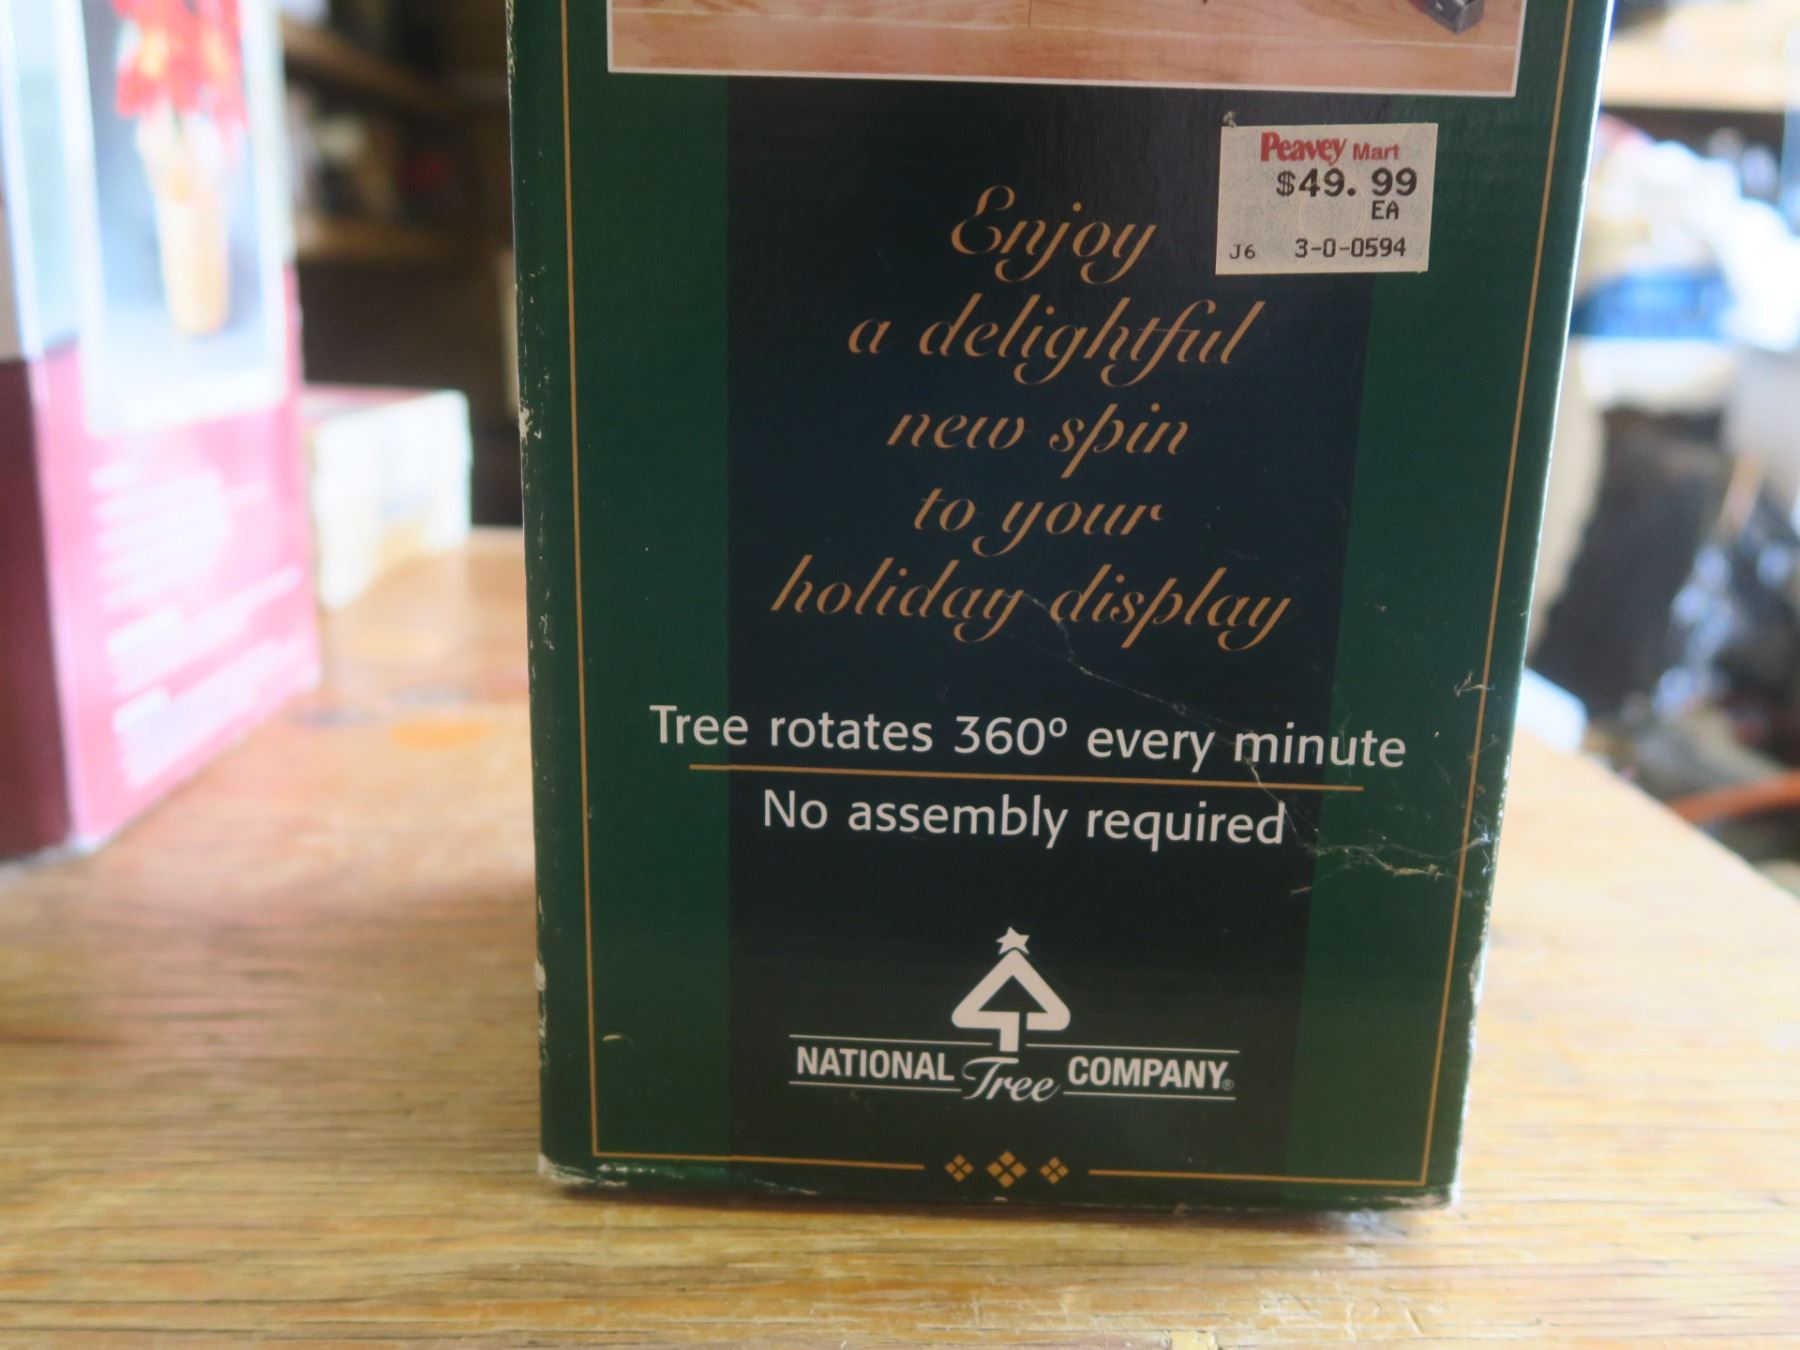 Peavey Mart
$49.99
EA
J6 3-0-0594
Enjoy
a delightful
new spin
to your
holiday display
Tree rotates 360º every minute
No assembly required
NATIONAL Tree COMPANY®